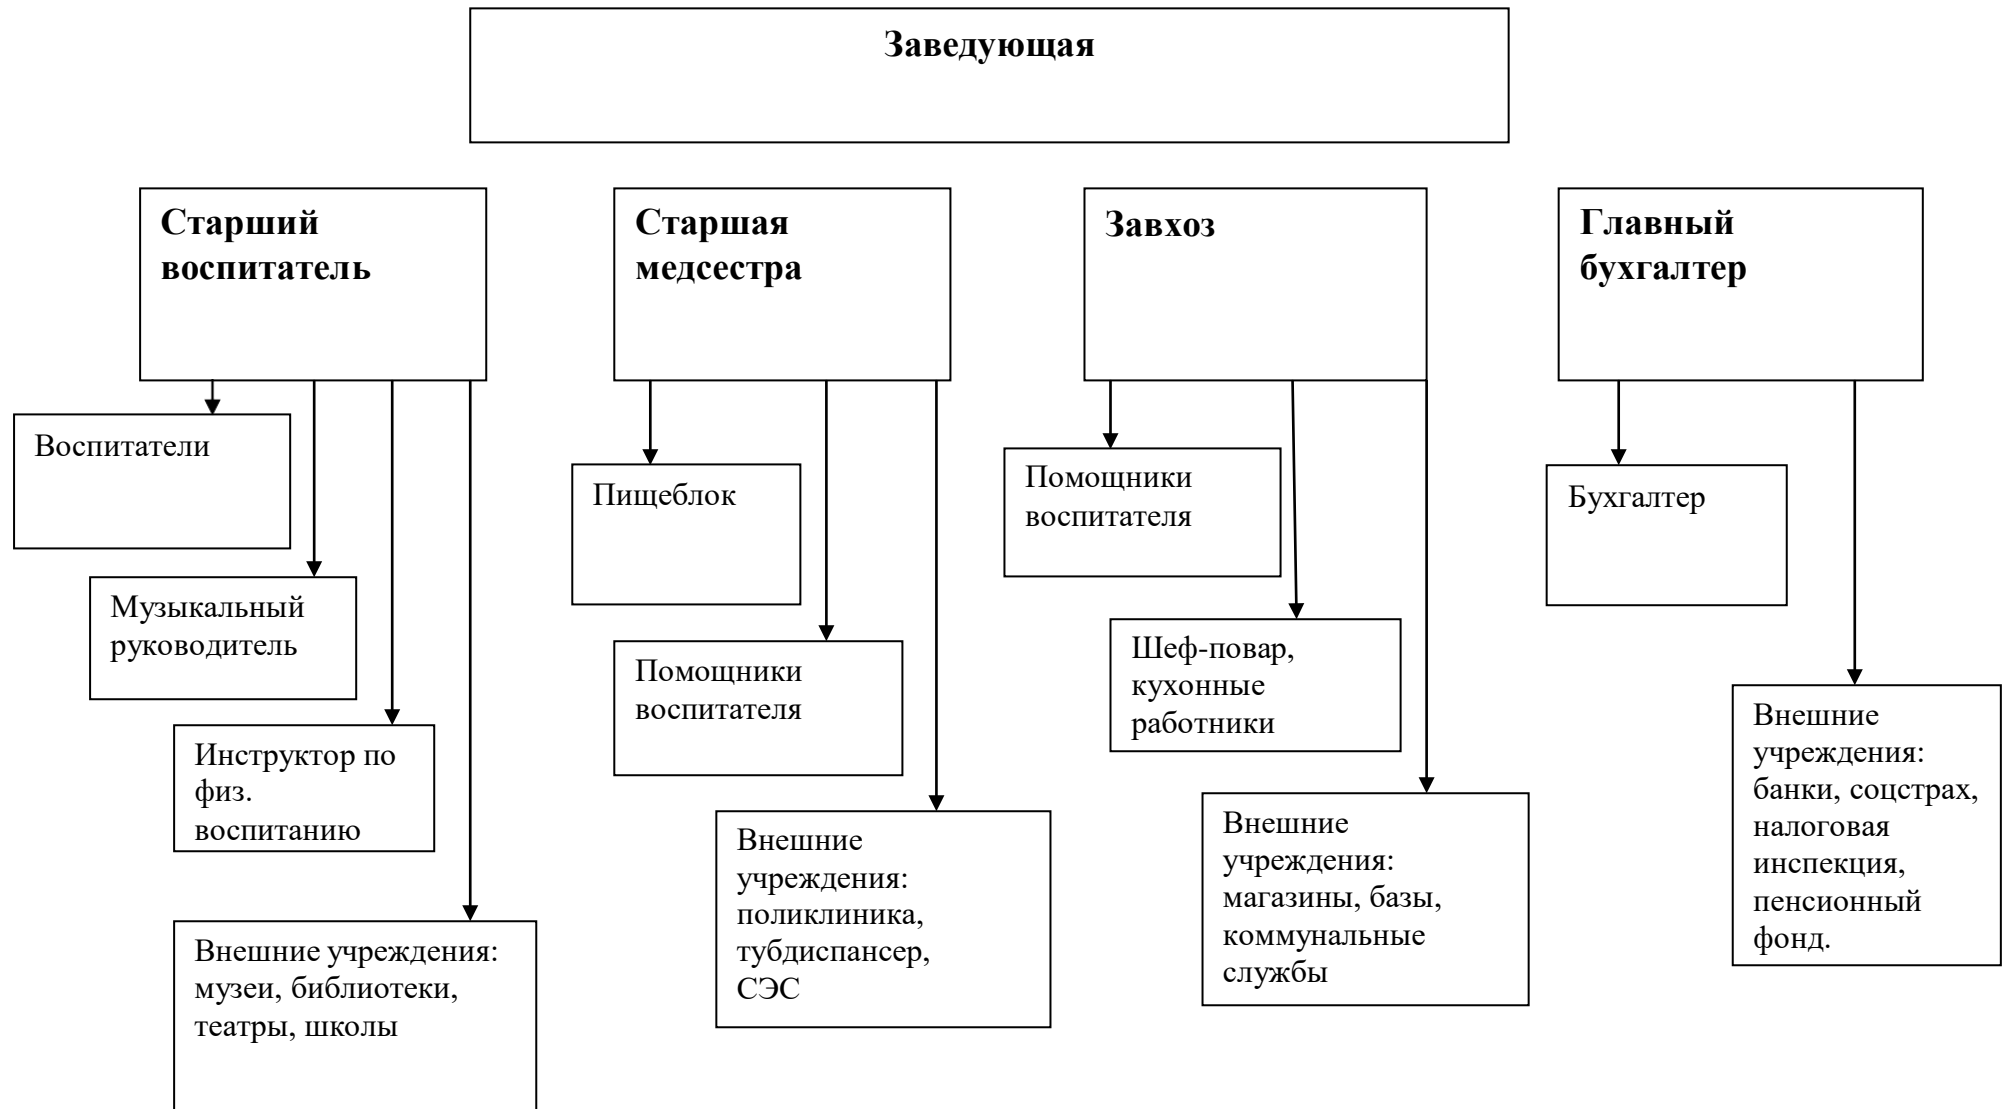 Заведующая
Старший
воспитатель
Старшая
медсестра
Завхоз
Главный
бухгалтер
Воспитатели
Музыкальный
руководитель
Инструктор по
физ.
воспитанию
Внешние учреждения:
музеи, библиотеки,
театры, школы
Пищеблок
Помощники
воспитателя
Внешние
учреждения:
поликлиника,
тубдиспансер,
СЭС
Помощники
воспитателя
Шеф-повар,
кухонные
работники
Внешние
учреждения:
магазины, базы,
коммунальные
службы
Бухгалтер
Внешние
учреждения:
банки, соцстрах,
налоговая
инспекция,
пенсионный
фонд.